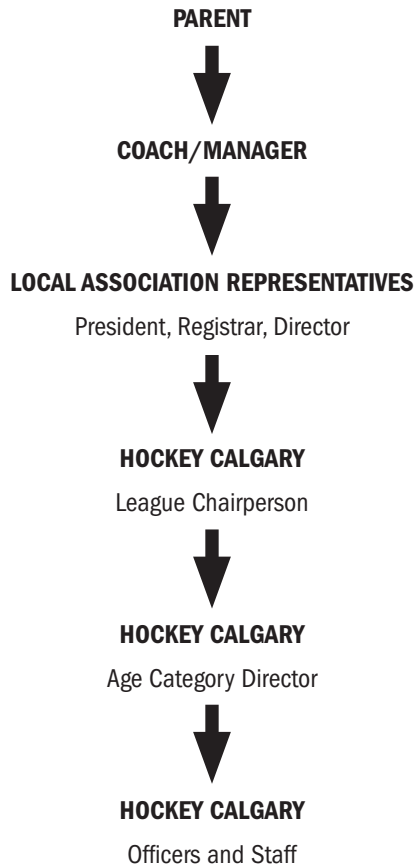 PARENT
COACH/MANAGER
LOCAL ASSOCIATION REPRESENTATIVES
President, Registrar, Director
HOCKEY CALGARY
League Chairperson
HOCKEY CALGARY
Age Category Director
HOCKEY CALGARY
Officers and Staff